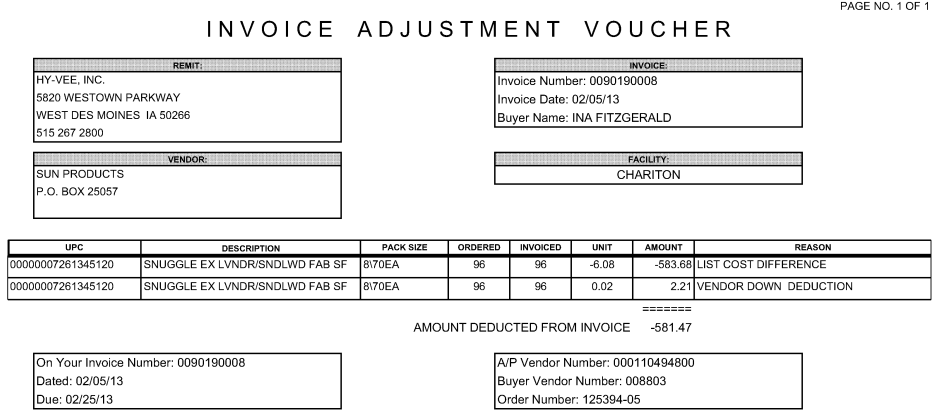 PAGE NO. 1 OF 1
INVOICE ADJUSTMENT VOUCHER
REMIT:
HY-VEE, INC.
5820 WESTOWN PARKWAY
WEST DES MOINES IA 50266
515 267 2800
INVOICE:
Invoice Number: 0090190008
Invoice Date: 02/05/13
Buyer Name: INA FITZGERALD
VENDOR:
SUN PRODUCTS
P.O. BOX 25057
FACILITY:
CHARITON
UPC DESCRIPTION PACK SIZE ORDERED INVOICED UNIT AMOUNT REASON
00000007261345120 SNUGGLE EX LVNDR/SNDLWD FAB SF 8\70EA 96 96 -6.08 -583.68 LIST COST DIFFERENCE
00000007261345120 SNUGGLE EX LVNDR/SNDLWD FAB SF 8\70EA 96 96 0.02 2.21 VENDOR DOWN DEDUCTION
=======
AMOUNT DEDUCTED FROM INVOICE -581.47
On Your Invoice Number: 0090190008
Dated: 02/05/13
Due: 02/25/13
A/P Vendor Number: 000110494800
Buyer Vendor Number: 008803
Order Number: 125394-05